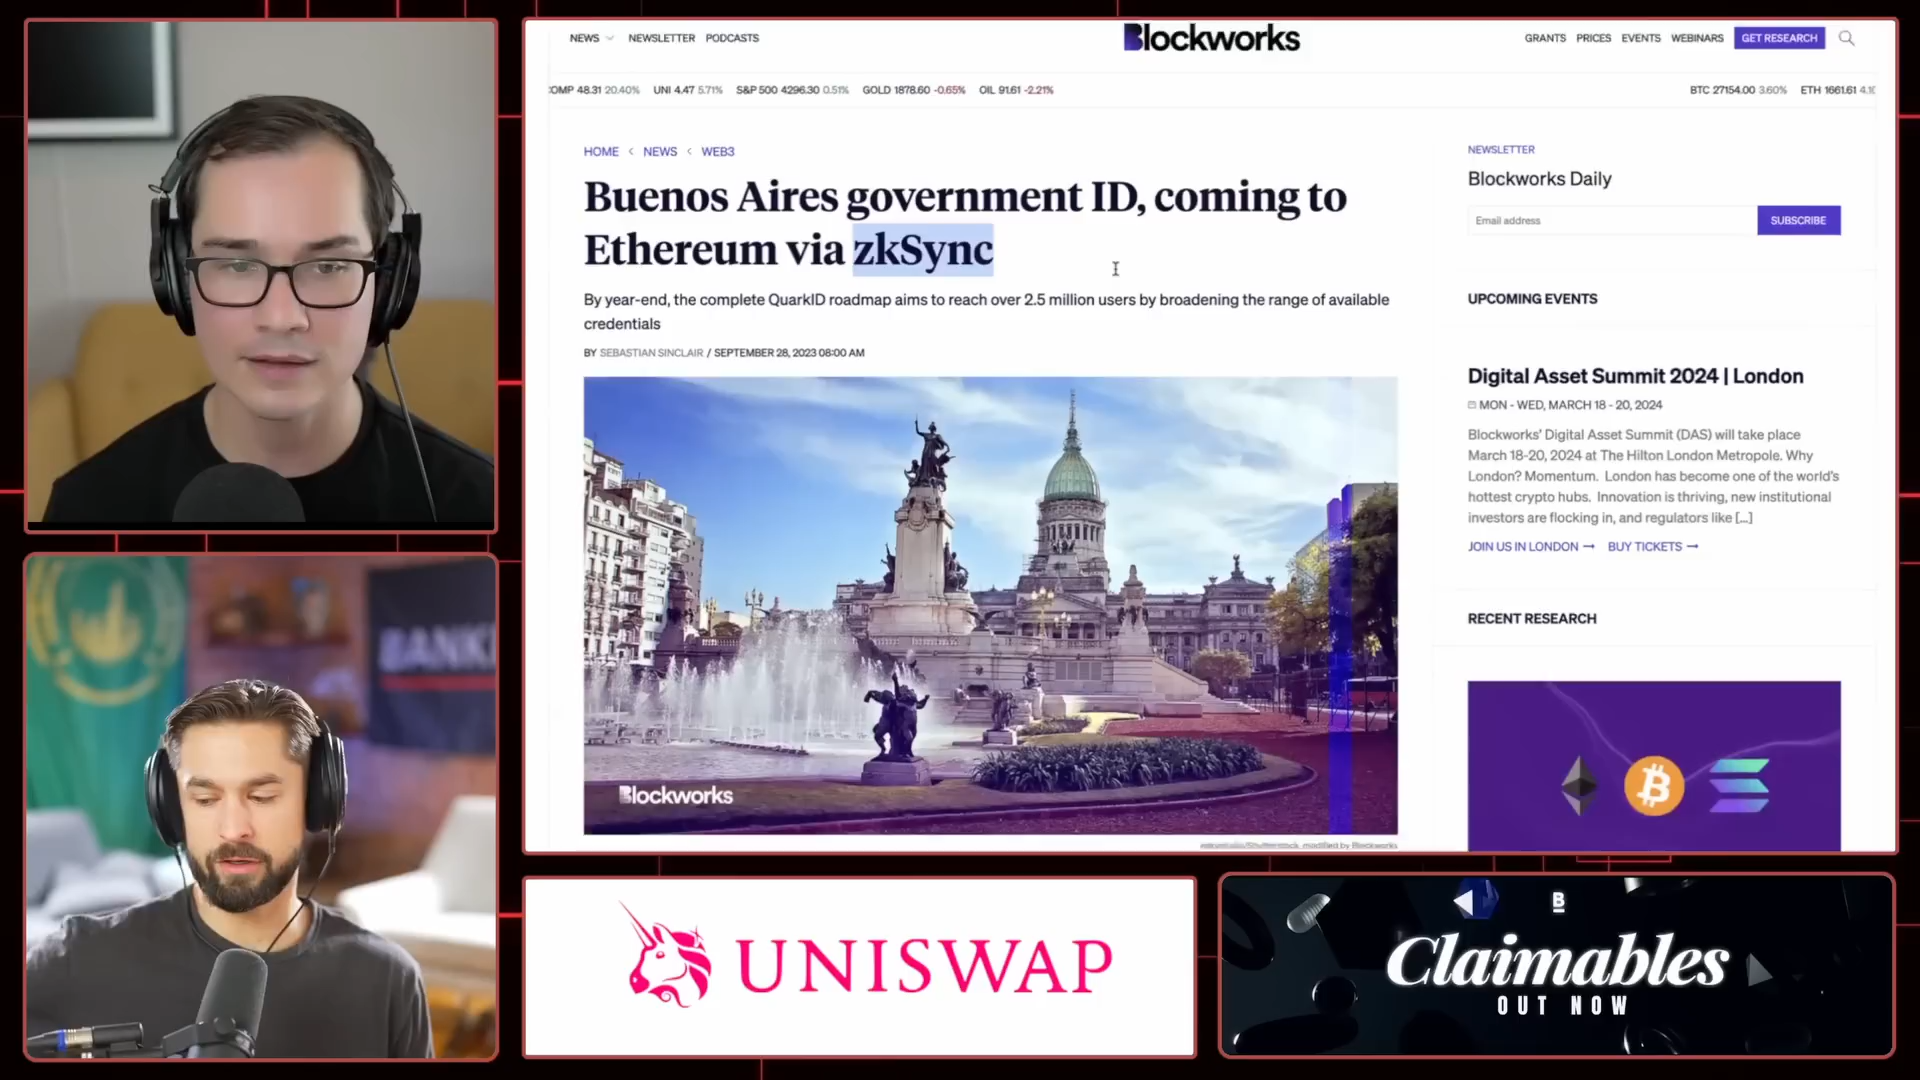 NEWS NEWSLETTER PODCASTS
Blockworks
GRANTS PRICES EVENTS WEBINARS GET RESEARCH
OMP 48.31 20.40% UNI 4.47 5.71% S&P 500 4296.30 0.51% GOLD 1878.60 -0.65% OIL 91.61 -2.21%
BTC 27154.00 3.60% ETH 1661.61
HOME < NEWS < WEB3
Buenos Aires government ID, coming to
Ethereum via zkSync
By year-end, the complete QuarkID roadmap aims to reach over 2.5 million users by broadening the range of available
credentials
BY SEBASTIAN SINCLAIR / SEPTEMBER 28, 2023 08:00 AM
Blockworks
modified by Blockworks
NEWSLETTER
Blockworks Daily
Email address
SUBSCRIBE
UPCOMING EVENTS
Digital Asset Summit 2024 | London
MON - WED, MARCH 18 - 20, 2024
Blockworks' Digital Asset Summit (DAS) will take place
March 18-20, 2024 at The Hilton London Metropole. Why
London? Momentum. London has become one of the world's
hottest crypto hubs. Innovation is thriving, new institutional
investors are flocking in, and regulators like [...]
JOIN US IN LONDON → BUY TICKETS →
RECENT RESEARCH
BANK
UNISWAP
B
Claimables
OUT NOW